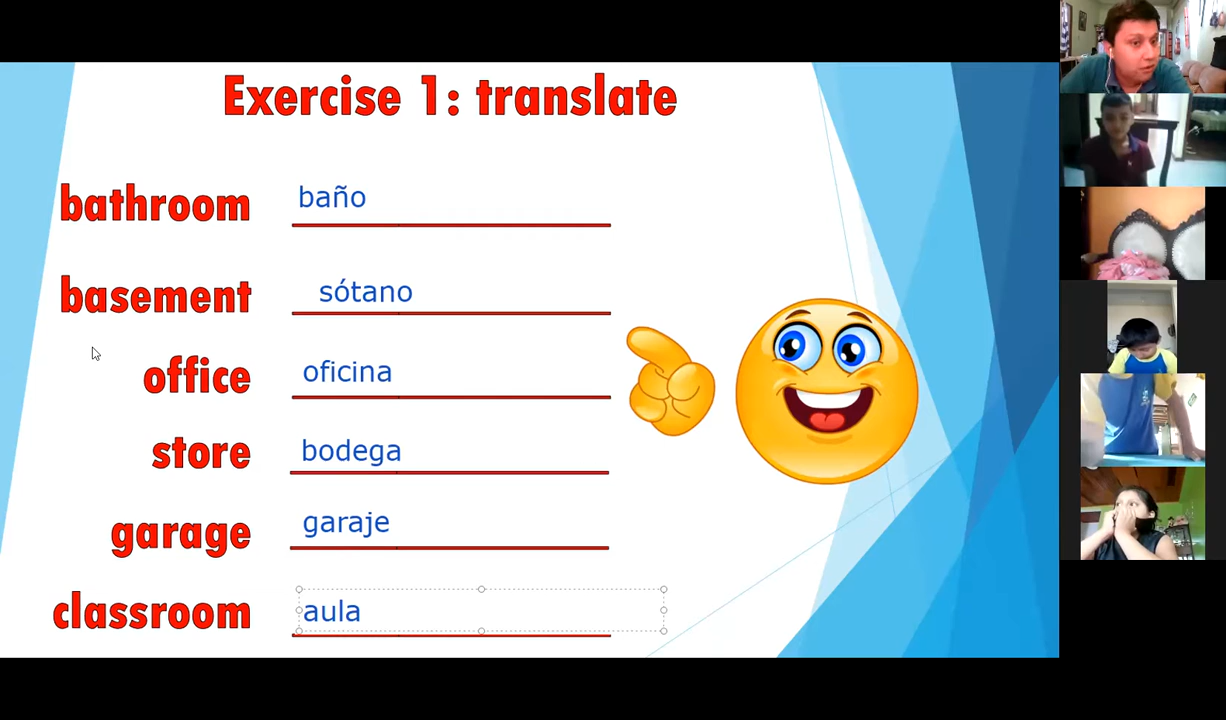 Exercise 1: translate
bathroom baño
basement sótano
office oficina
store bodega
garage garaje
classroom aula